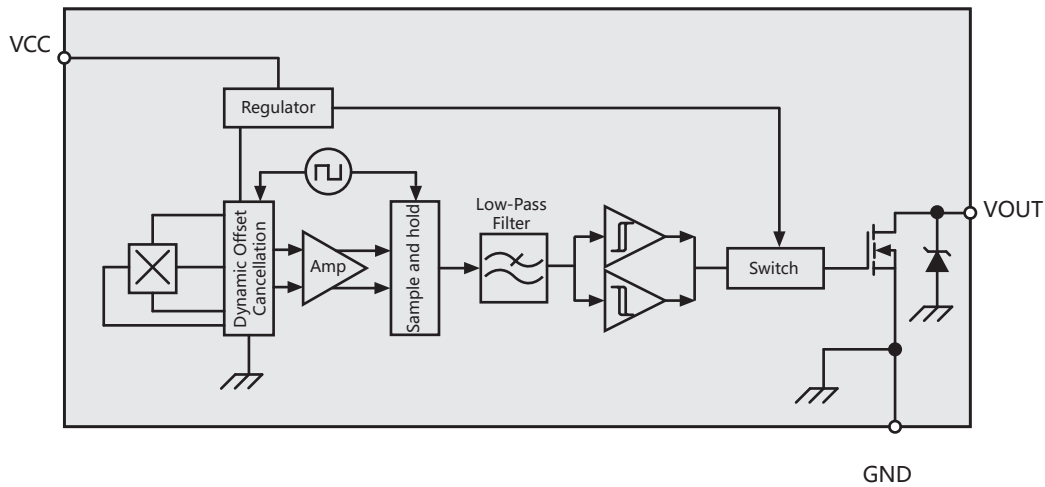 VCC
Regulator
Low-Pass
Filter
VOUT
Dynamic Offset
Cancellation
Amp
Sample and hold
Switch
GND